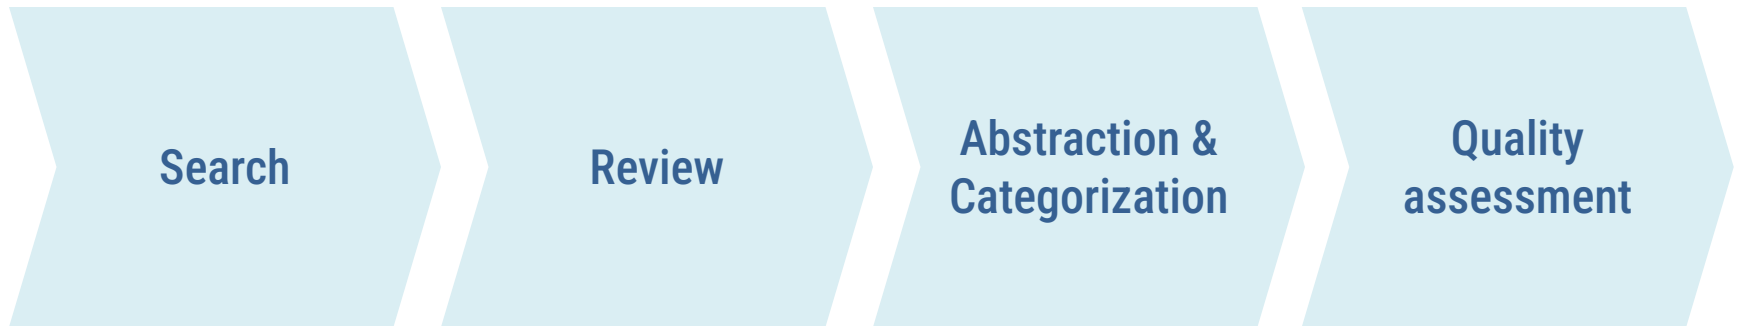 Search
Review
Abstraction &
Categorization
Quality
assessment